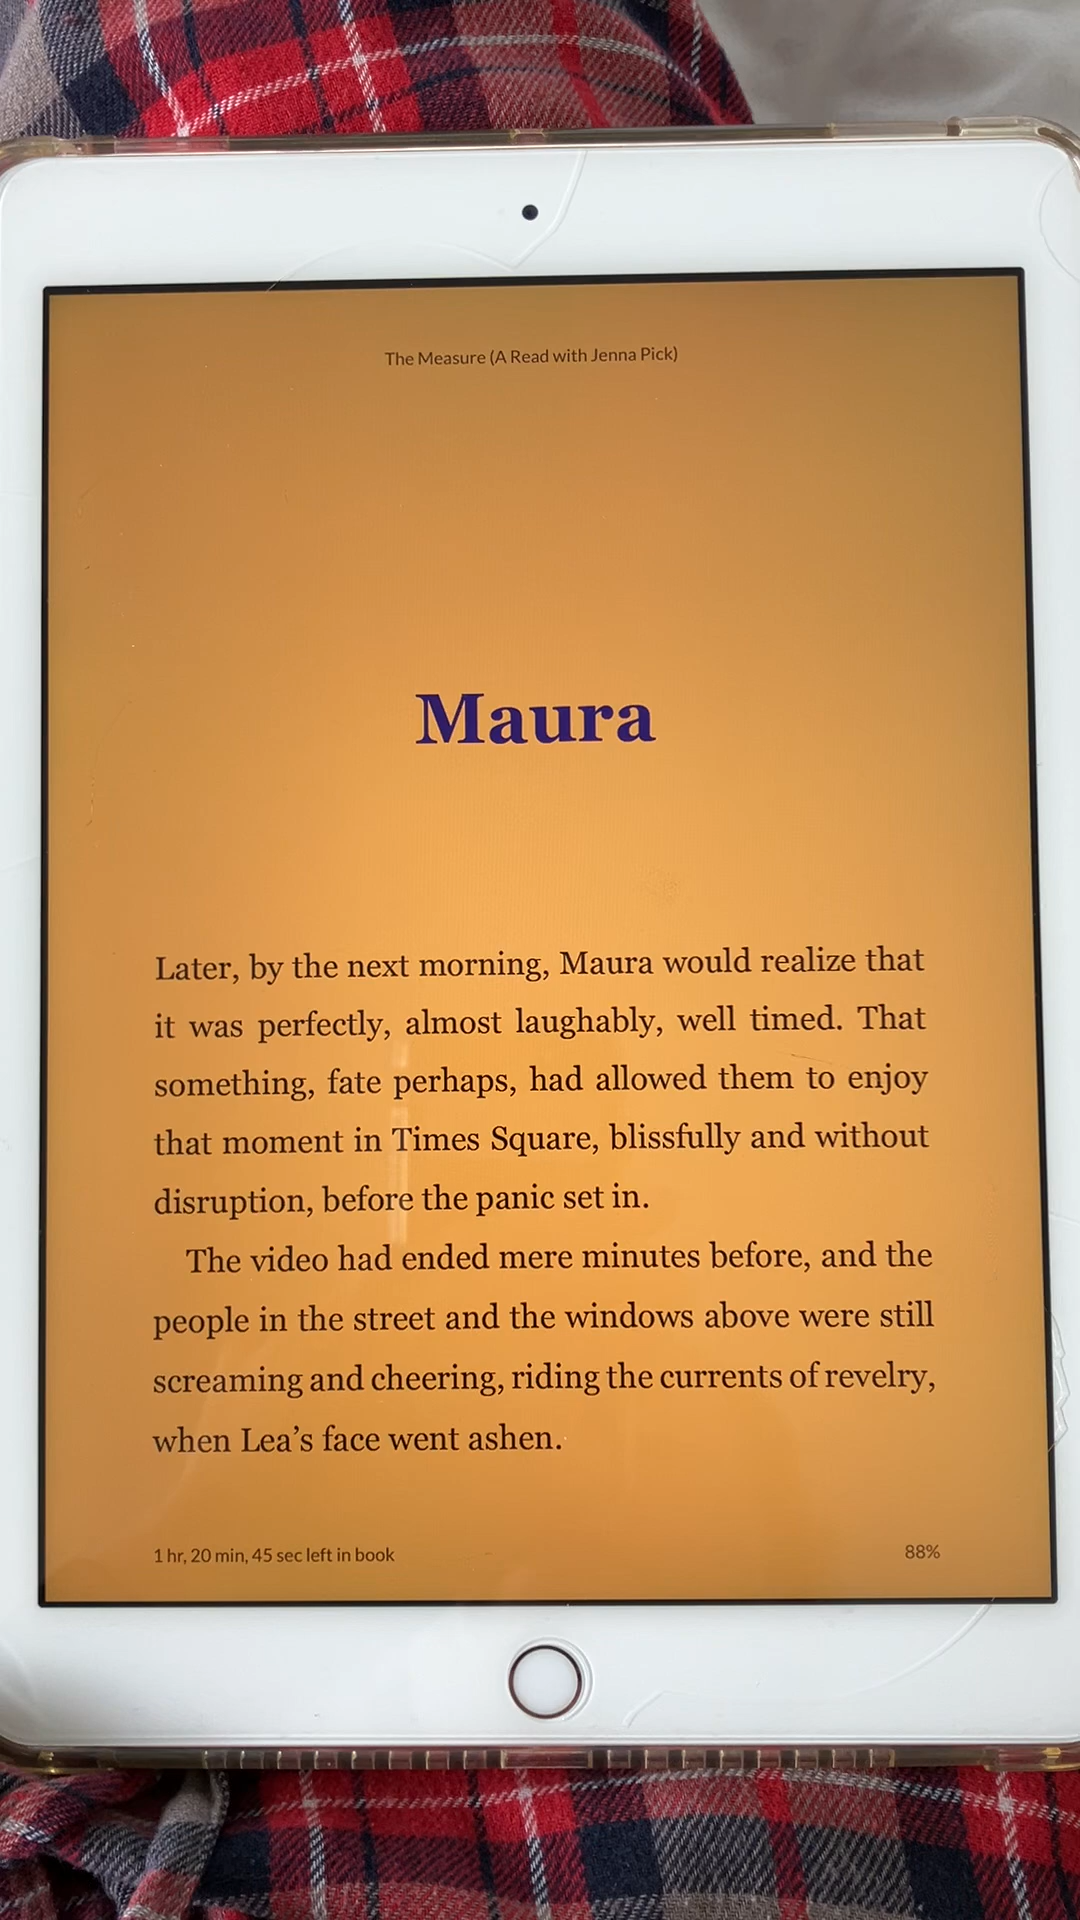 The Measure (A Read with Jenna Pick)
Maura
Later, by the next morning, Maura would realize that
it was perfectly, almost laughably, well timed. That
something, fate perhaps, had allowed them to enjoy
that moment in Times Square, blissfully and without
disruption, before the panic set in.
The video had ended mere minutes before, and the
people in the street and the windows above were still
screaming and cheering, riding the currents of revelry,
when Lea’s face went ashen.
1 hr, 20 min, 45 sec left in book
88%